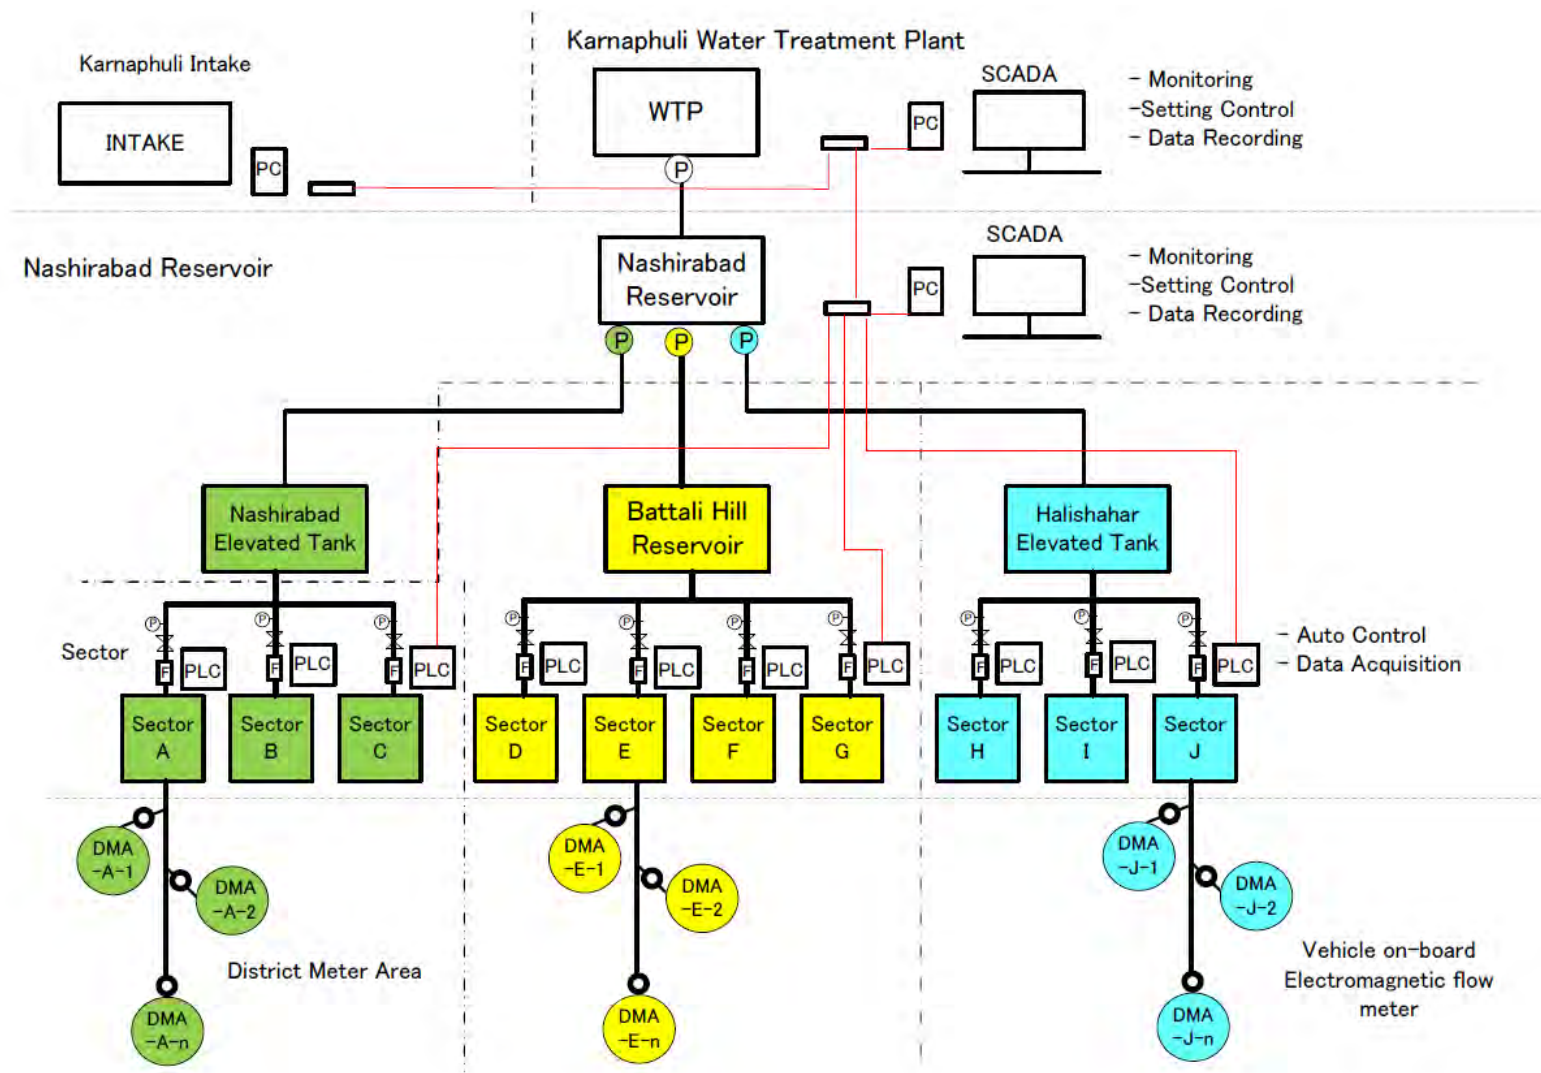 Karnaphuli Intake
INTAKE
PC
Karnaphuli Water Treatment Plant
WTP
P
PC
SCADA
- Monitoring
-Setting Control
- Data Recording
Nashirabad Reservoir
Nashirabad
Reservoir
P
P
P
PC
SCADA
- Monitoring
-Setting Control
- Data Recording
Nashirabad
Elevated Tank
Battali Hill
Reservoir
Halishahar
Elevated Tank
Sector
P
F
PLC
P
F
PLC
P
F
PLC
P
F
PLC
P
F
PLC
P
F
PLC
P
F
PLC
P
F
PLC
P
F
PLC
P
F
PLC
- Auto Control
- Data Acquisition
Sector
A
Sector
B
Sector
C
Sector
D
Sector
E
Sector
F
Sector
G
Sector
H
Sector
I
Sector
J
DMA
-A-1
DMA
-A-2
DMA
-A-n
District Meter Area
DMA
-E-1
DMA
-E-2
DMA
-E-n
DMA
-J-1
DMA
-J-2
DMA
-J-n
Vehicle on-board
Electromagnetic flow
meter